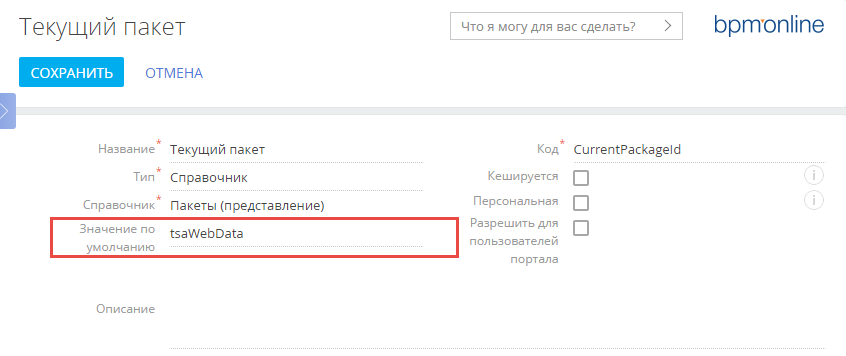 Текущий пакет
Что я могу для вас сделать?
bpm'online
СОХРАНИТЬ
ОТМЕНА
Название* Текущий пакет
Код* CurrentPackageId
Тип* Справочник
Кешируется
Справочник* Пакеты (представление)
Персональная
Значение по
умолчанию
tsaWebData
Разрешить для
пользователей
портала
Описание